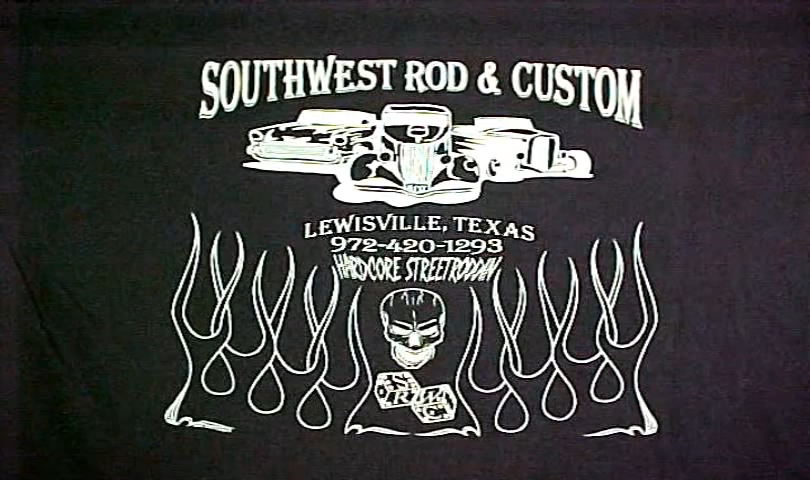 SOUTHWEST ROD & CUSTOM
LEWISVILLE, TEXAS
972-420-1293
HARDCORE STREETRODDIN